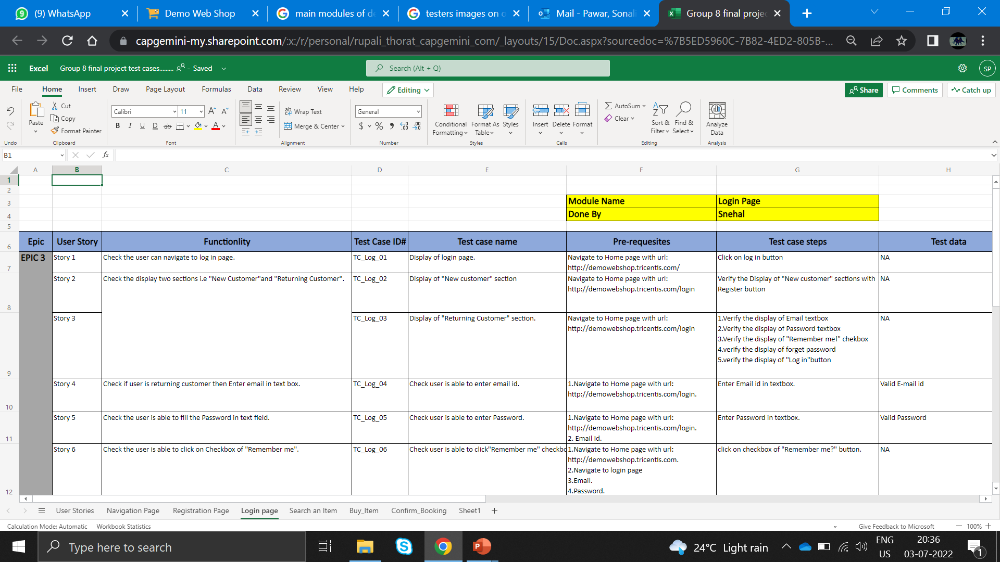 (9) WhatsApp
Demo Web Shop
main modules of de
testers images on o
Mail - Pawar, Sonali
Group 8 final projec
capgemini-my.sharepoint.com/:x:/r/personal/rupali_thorat_capgemini_com/_layouts/15/Doc.aspx?sourcedoc=%7B5ED5960C-7B82-4ED2-805B-...
Excel
Group 8 final project test cases......... - Saved
Search (Alt + Q)
SP
File Home Insert Draw Page Layout Formulas Data Review View Help Editing
Share Comments Catch up
Paste
Cut
Copy
Format Painter
Calibri 11
Wrap Text
Merge & Center
General
Conditional Formatting
Format As Table
Styles
Insert Delete Format
AutoSum
Clear
Sort & Filter
Find & Select
Analyze Data
Undo Clipboard Font Alignment Number Styles Cells Editing Analysis
B1
fx
A B C D E F G H
1
2
3 Module Name Login Page
4 Done By Snehal
5
6 Epic User Story Functionlity Test Case ID# Test case name Pre-requesites Test case steps Test data
7 EPIC 3 Story 1 Check the user can navigate to log in page. TC_Log_01 Display of login page. Navigate to Home page with url: Click on log in button NA
http://demowebshop.tricentis.com/
8 Story 2 Check the display two sections i.e "New Customer"and "Returning Customer". TC_Log_02 Display of "New customer" section Navigate to Home page with url: Verify the Display of "New customer" sections with NA
http://demowebshop.tricentis.com/login Register button
9 Story 3 TC_Log_03 Display of "Returning Customer" section. Navigate to Home page with url: 1.Verify the display of Email textbox NA
http://demowebshop.tricentis.com/login 2.Verify the display of Password textbox
3.Verify the display of "Remember me!" chekbox
4.verify the display of forget password
5.verify the display of "Log in"button
10 Story 4 Check if user is returning customer then Enter email in text box. TC_Log_04 Check user is able to enter email id. 1.Navigate to Home page with url: Enter Email id in textbox. Valid E-mail id
http://demowebshop.tricentis.com/login.
11 Story 5 Check the user is able to fill the Password in text field. TC_Log_05 Check user is able to enter Password. 1.Navigate to Home page with url: Enter Password in textbox. Valid Password
http://demowebshop.tricentis.com/login.
2. Email Id.
12 Story 6 Check the user is able to click on Checkbox of "Remember me". TC_Log_06 Check user is able to click"Remember me" checkbo 1.Navigate to Home page with url: click on checkbox of "Remember me?" button. NA
http://demowebshop.tricentis.com.
2.Navigate to login page
3.Email.
4.Password.
User Stories Navigation Page Registration Page Login page Search an Item Buy_Item Confirm_Booking Sheet1
Calculation Mode: Automatic Workbook Statistics
Give Feedback to Microsoft 100%
Type here to search
24°C Light rain
ENG
US
20:36
03-07-2022
1